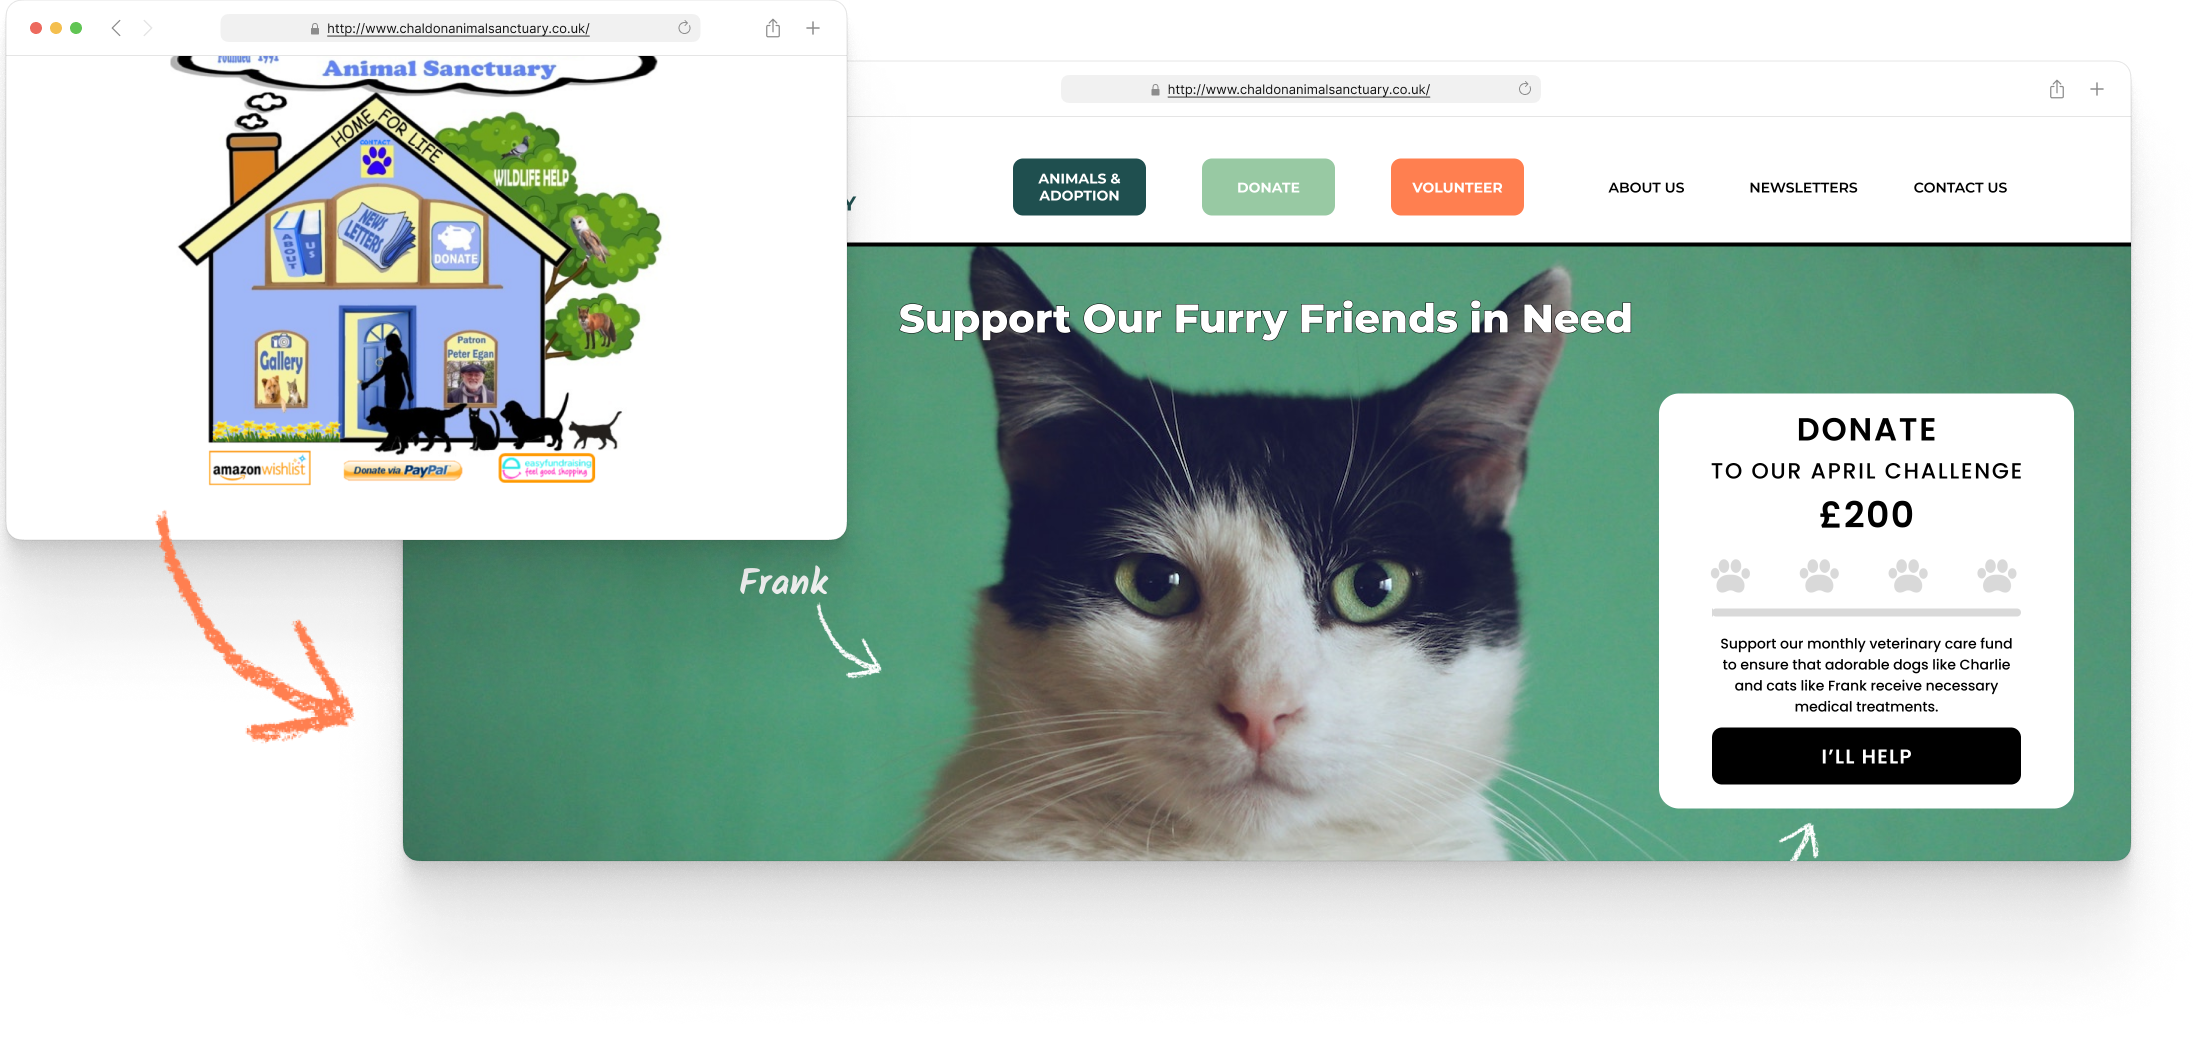 http://www.chaldonanimalsanctuary.co.uk/
Founded 1991
Animal Sanctuary
HOME FOR LIFE
CONTACT
WILDLIFE HELP
ABOUT US
NEWS
LETTERS
DONATE
Gallery
Patron
Peter Egan
amazonwishlist
Donate via PayPal
easyfundraising
feel good shopping
http://www.chaldonanimalsanctuary.co.uk/
Y
ANIMALS &
ADOPTION
DONATE
VOLUNTEER
ABOUT US
NEWSLETTERS
CONTACT US
Support Our Furry Friends in Need
Frank
DONATE
TO OUR APRIL CHALLENGE
£200
Support our monthly veterinary care fund
to ensure that adorable dogs like Charlie
and cats like Frank receive necessary
medical treatments.
I'LL HELP